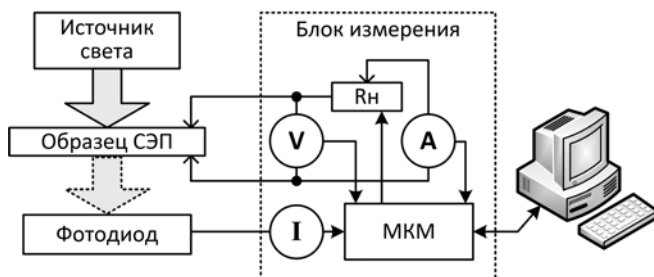 Источник
света
Блок измерения
Rн
Образец СЭП
V
A
Фотодиод
I
МКМ